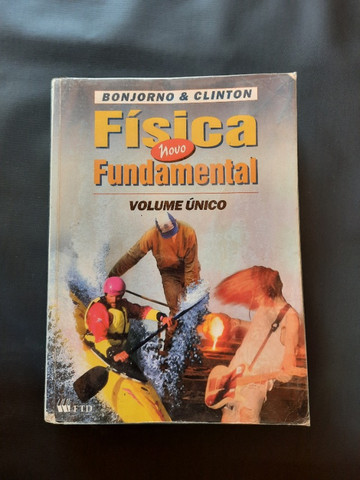 BONJORNO & CLINTON
Física
Novo
Fundamental
VOLUME ÚNICO
FTD